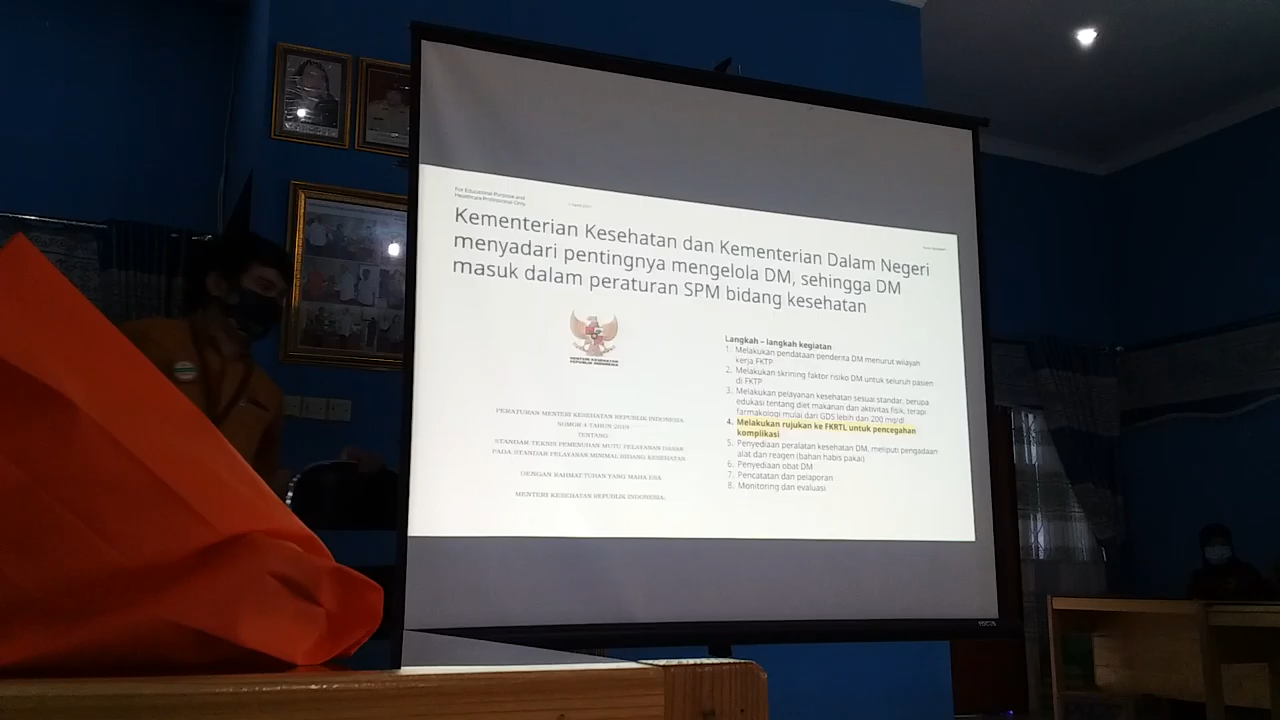 For Educational Purpose and
Healthcare Professional Only
Kementerian Kesehatan dan Kementerian Dalam Negeri
menyadari pentingnya mengelola DM, sehingga DM
masuk dalam peraturan SPM bidang kesehatan
MENTERI KESEHATAN
REPUBLIK INDONESIA
PERATURAN MENTERI KESEHATAN REPUBLIK INDONESIA
NOMOR 4 TAHUN 2019
TENTANG
STANDAR TEKNIS PEMENUHAN MUTU PELAYANAN DASAR
PADA STANDAR PELAYANAN MINIMAL BIDANG KESEHATAN
DENGAN RAHMAT TUHAN YANG MAHA ESA
MENTERI KESEHATAN REPUBLIK INDONESIA,
Langkah – langkah kegiatan
1. Melakukan pendataan penderita DM menurut wilayah
kerja FKTP
2. Melakukan skrining faktor risiko DM untuk seluruh pasien
di FKTP
3. Melakukan pelayanan kesehatan sesuai standar, berupa
edukasi tentang diet makanan dan aktivitas fisik, terapi
farmakologi mulai dari GDS lebih dari 200 mg/dl
4. Melakukan rujukan ke FKRTL untuk pencegahan
komplikasi
5. Penyediaan peralatan kesehatan DM, meliputi pengadaan
alat dan reagen (bahan habis pakai)
6. Penyediaan obat DM
7. Pencatatan dan pelaporan
8. Monitoring dan evaluasi